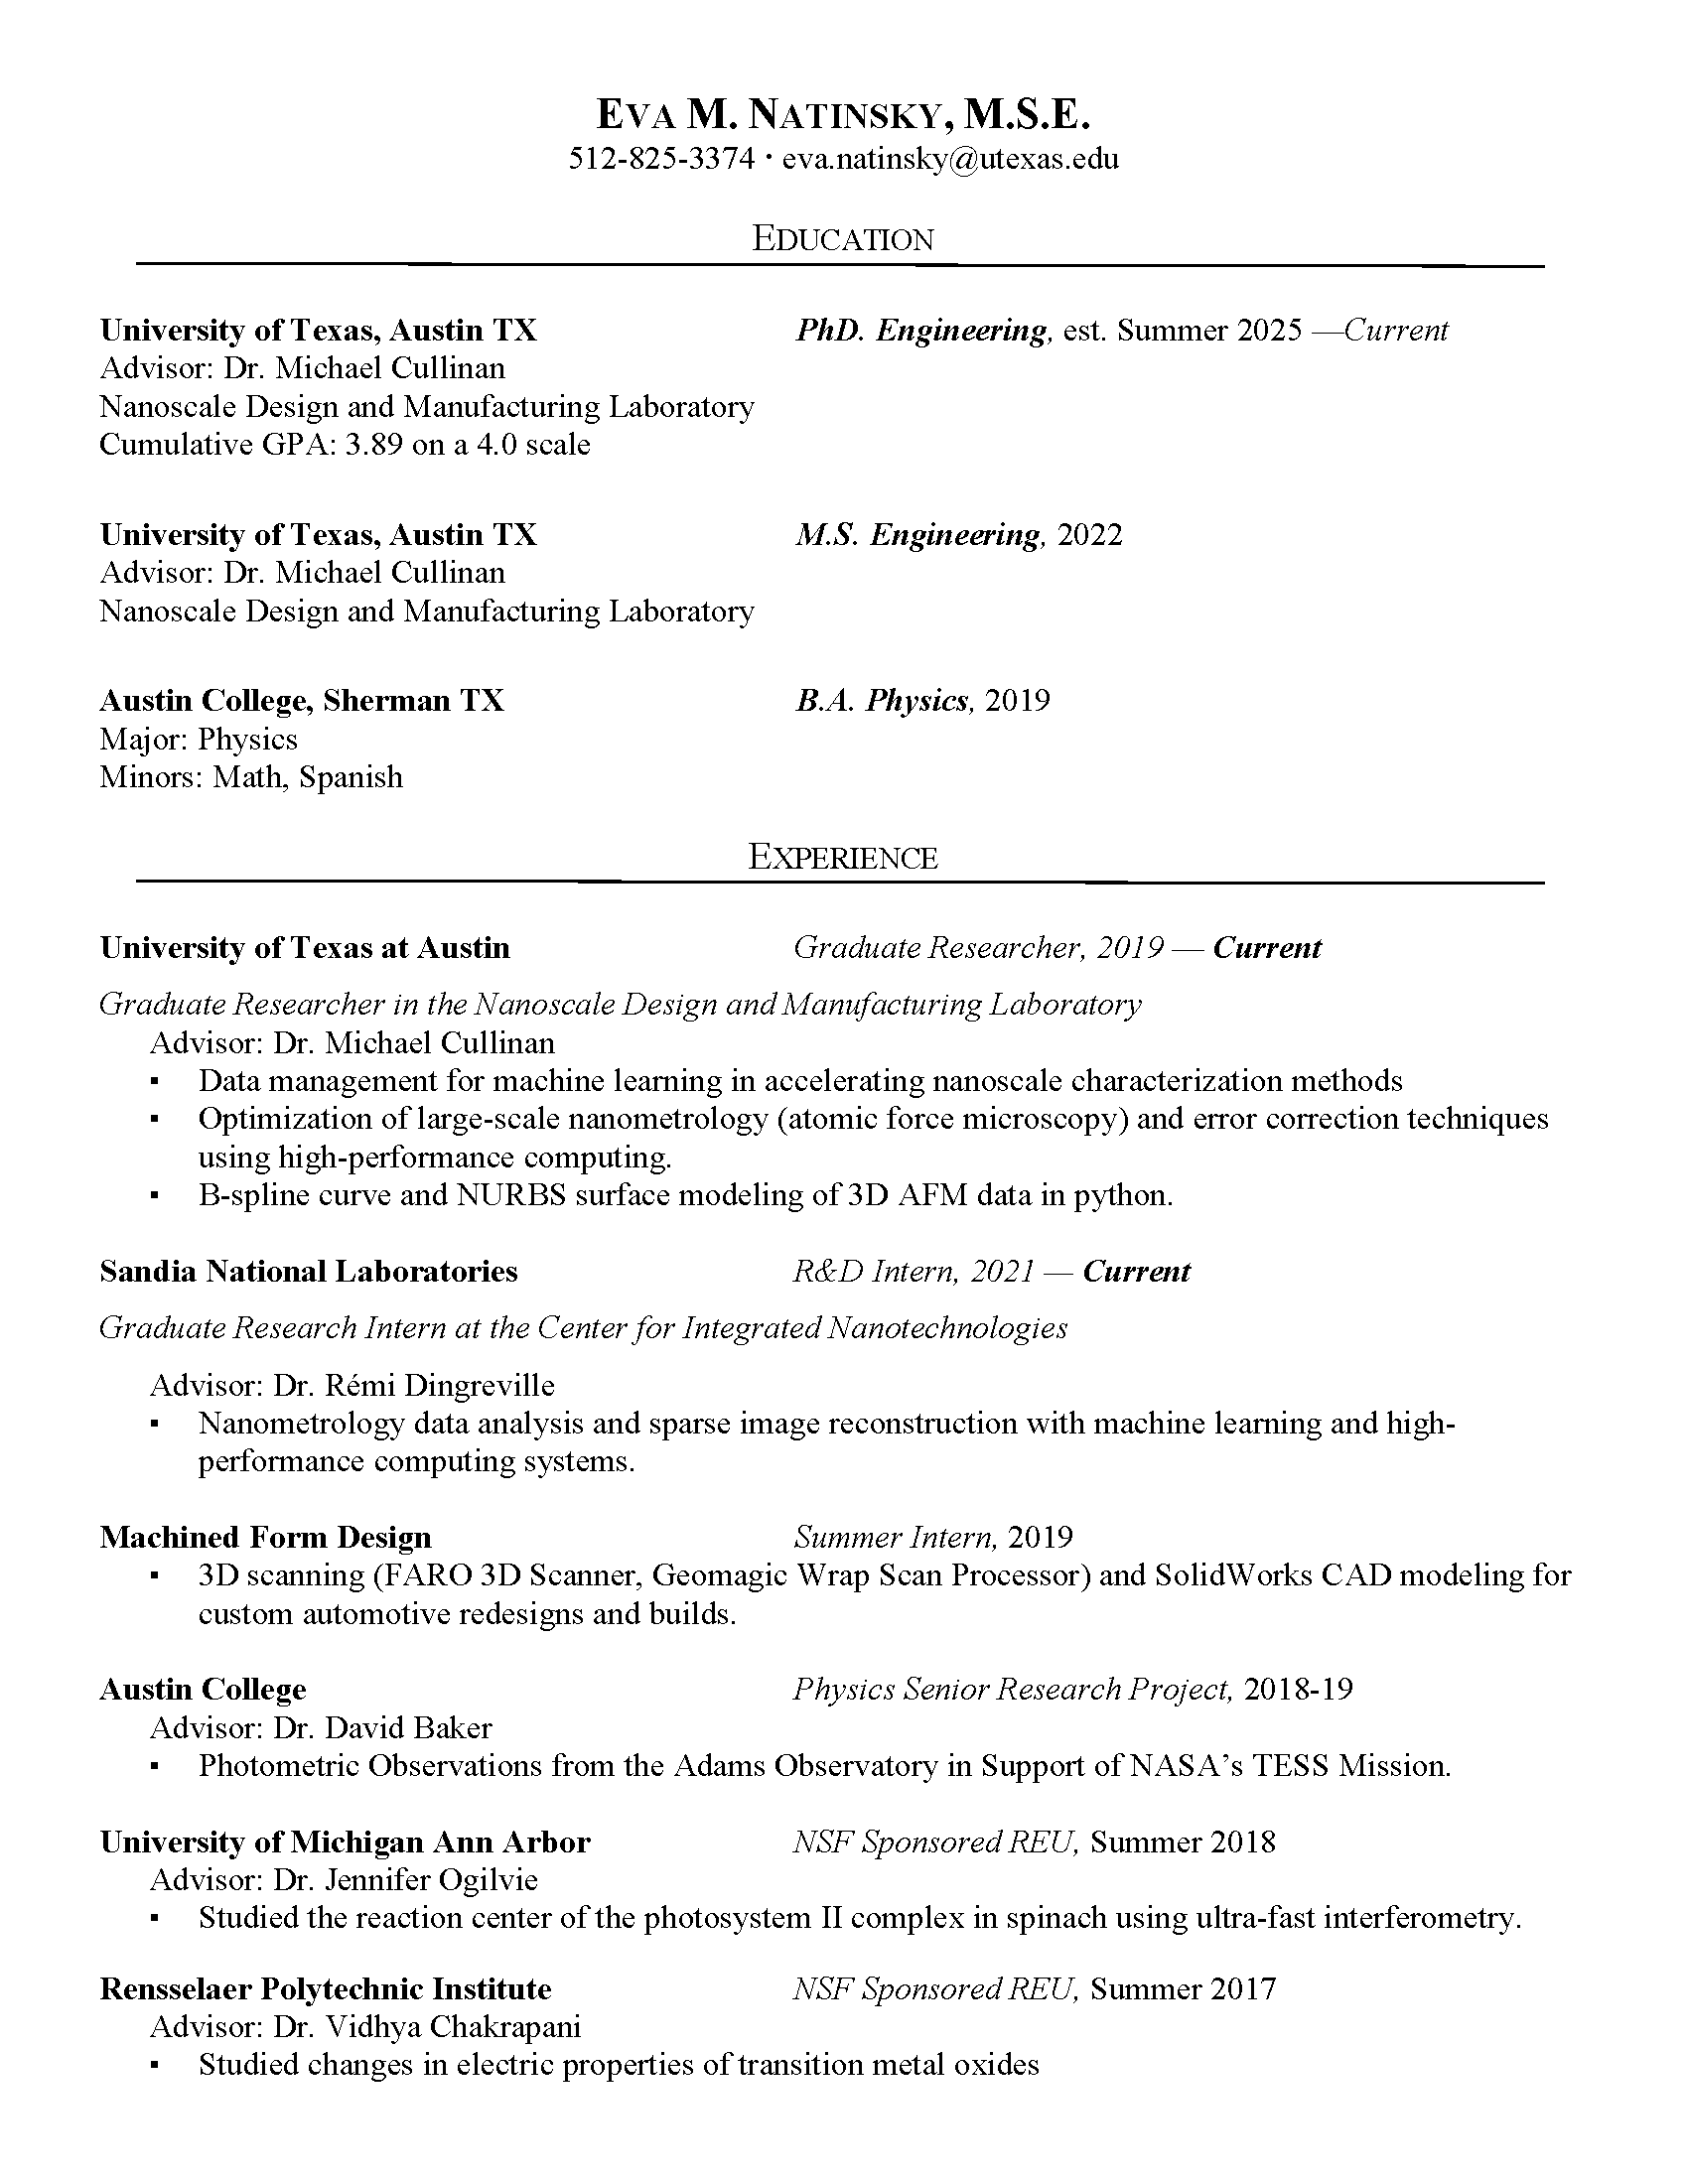 EVA M. NATINSKY, M.S.E.
512-825-3374 · eva.natinsky@utexas.edu
EDUCATION
University of Texas, Austin TX PhD. Engineering, est. Summer 2025 —Current
Advisor: Dr. Michael Cullinan
Nanoscale Design and Manufacturing Laboratory
Cumulative GPA: 3.89 on a 4.0 scale
University of Texas, Austin TX M.S. Engineering, 2022
Advisor: Dr. Michael Cullinan
Nanoscale Design and Manufacturing Laboratory
Austin College, Sherman TX B.A. Physics, 2019
Major: Physics
Minors: Math, Spanish
EXPERIENCE
University of Texas at Austin Graduate Researcher, 2019 — Current
Graduate Researcher in the Nanoscale Design and Manufacturing Laboratory
Advisor: Dr. Michael Cullinan
▪ Data management for machine learning in accelerating nanoscale characterization methods
▪ Optimization of large-scale nanometrology (atomic force microscopy) and error correction techniques
using high-performance computing.
▪ B-spline curve and NURBS surface modeling of 3D AFM data in python.
Sandia National Laboratories R&D Intern, 2021 — Current
Graduate Research Intern at the Center for Integrated Nanotechnologies
Advisor: Dr. Rémi Dingreville
▪ Nanometrology data analysis and sparse image reconstruction with machine learning and high-
performance computing systems.
Machined Form Design Summer Intern, 2019
▪ 3D scanning (FARO 3D Scanner, Geomagic Wrap Scan Processor) and SolidWorks CAD modeling for
custom automotive redesigns and builds.
Austin College Physics Senior Research Project, 2018-19
Advisor: Dr. David Baker
▪ Photometric Observations from the Adams Observatory in Support of NASA’s TESS Mission.
University of Michigan Ann Arbor NSF Sponsored REU, Summer 2018
Advisor: Dr. Jennifer Ogilvie
▪ Studied the reaction center of the photosystem II complex in spinach using ultra-fast interferometry.
Rensselaer Polytechnic Institute NSF Sponsored REU, Summer 2017
Advisor: Dr. Vidhya Chakrapani
▪ Studied changes in electric properties of transition metal oxides